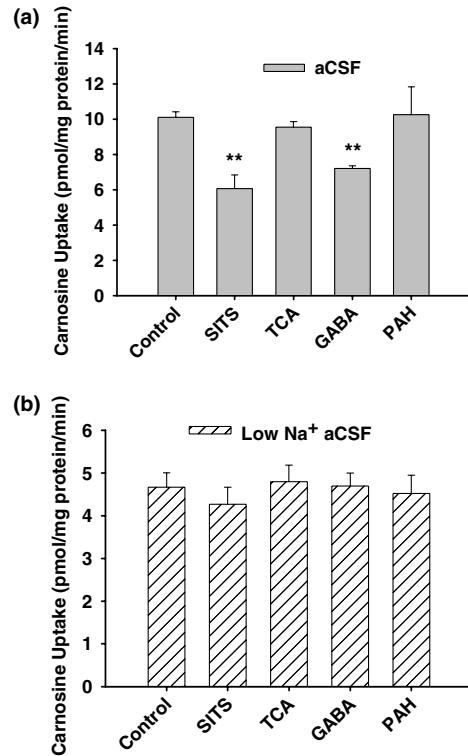 (a)
Carnosine Uptake (pmol/mg protein/min)
14
12
10
8
6
4
2
0
aCSF
**
**
Control
SITS
TCA
GABA
PAH
(b)
Carnosine Uptake (pmol/mg protein/min)
6
5
4
3
2
1
0
Low Na+ aCSF
Control
SITS
TCA
GABA
PAH